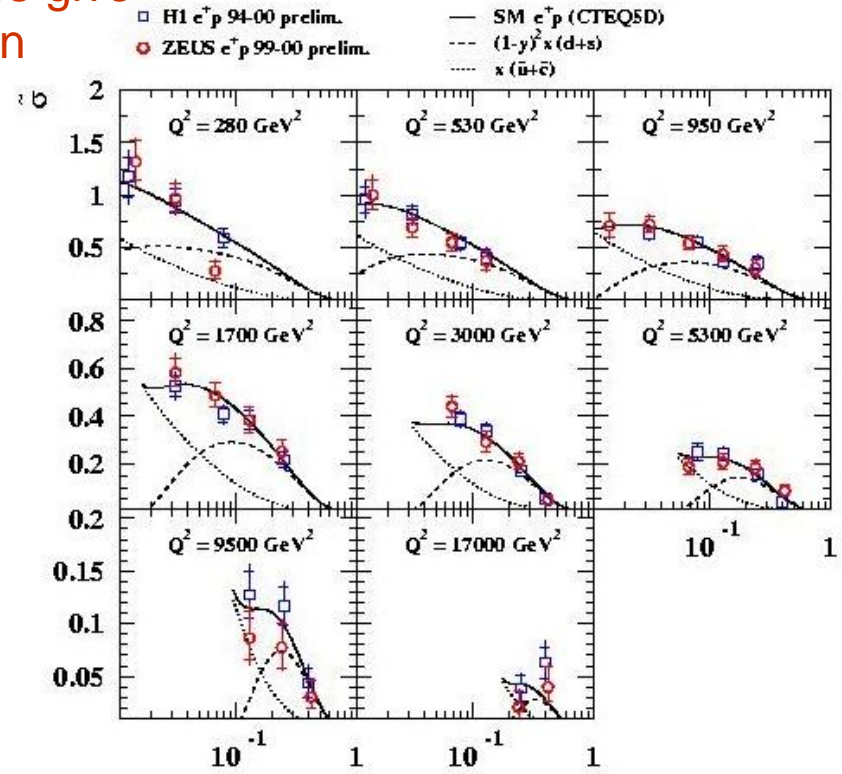 n
H1 e⁺p 94-00 prelim.
ZEUS e⁺p 99-00 prelim.
SM e⁺p (CTEQ5D)
(1-y)²x(d+s)
x(ū+c̄)
σ̃
2
1.5
1
0.5
Q² = 280 GeV²
Q² = 530 GeV²
Q² = 950 GeV²
0.8
0.6
0.4
0.2
Q² = 1700 GeV²
Q² = 3000 GeV²
Q² = 5300 GeV²
10⁻¹
1
0.2
0.15
0.1
0.05
Q² = 9500 GeV²
Q² = 17000 GeV²
10⁻¹
1
10⁻¹
1